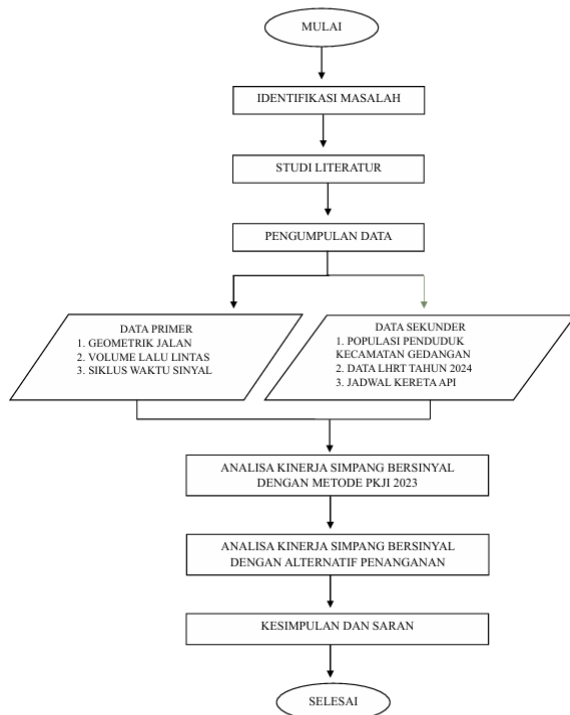 MULAI
IDENTIFIKASI MASALAH
STUDI LITERATUR
PENGUMPULAN DATA
DATA PRIMER
1. GEOMETRIK JALAN
2. VOLUME LALU LINTAS
3. SIKLUS WAKTU SINYAL
DATA SEKUNDER
1. POPULASI PENDUDUK
KECAMATAN GEDANGAN
2. DATA LHRT TAHUN 2024
3. JADWAL KERETA API
ANALISA KINERJA SIMPANG BERSINYAL
DENGAN METODE PKJI 2023
ANALISA KINERJA SIMPANG BERSINYAL
DENGAN ALTERNATIF PENANGANAN
KESIMPULAN DAN SARAN
SELESAI